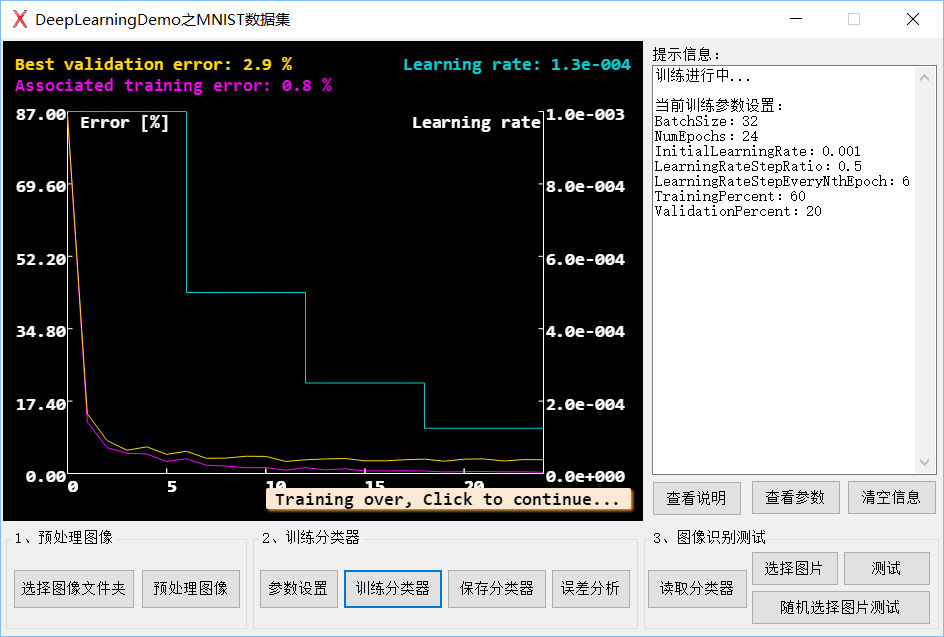 DeepLearningDemo之MNIST数据集
Best validation error: 2.9 %
Learning rate: 1.3e-004
Associated training error: 0.8 %
87.00
Error [%]
Learning rate
1.0e-003
69.60
8.0e-004
52.20
6.0e-004
34.80
4.0e-004
17.40
2.0e-004
0.00
0.0e+000
0
5
10
15
20
Training over, Click to continue...
提示信息：
训练进行中...
当前训练参数设置：
BatchSize：32
NumEpochs：24
InitialLearningRate：0.001
LearningRateStepRatio：0.5
LearningRateStepEveryNthEpoch：6
TrainingPercent：60
ValidationPercent：20
查看说明
查看参数
清空信息
1、预处理图像
选择图像文件夹
预处理图像
2、训练分类器
参数设置
训练分类器
保存分类器
误差分析
3、图像识别测试
读取分类器
选择图片
测试
随机选择图片测试